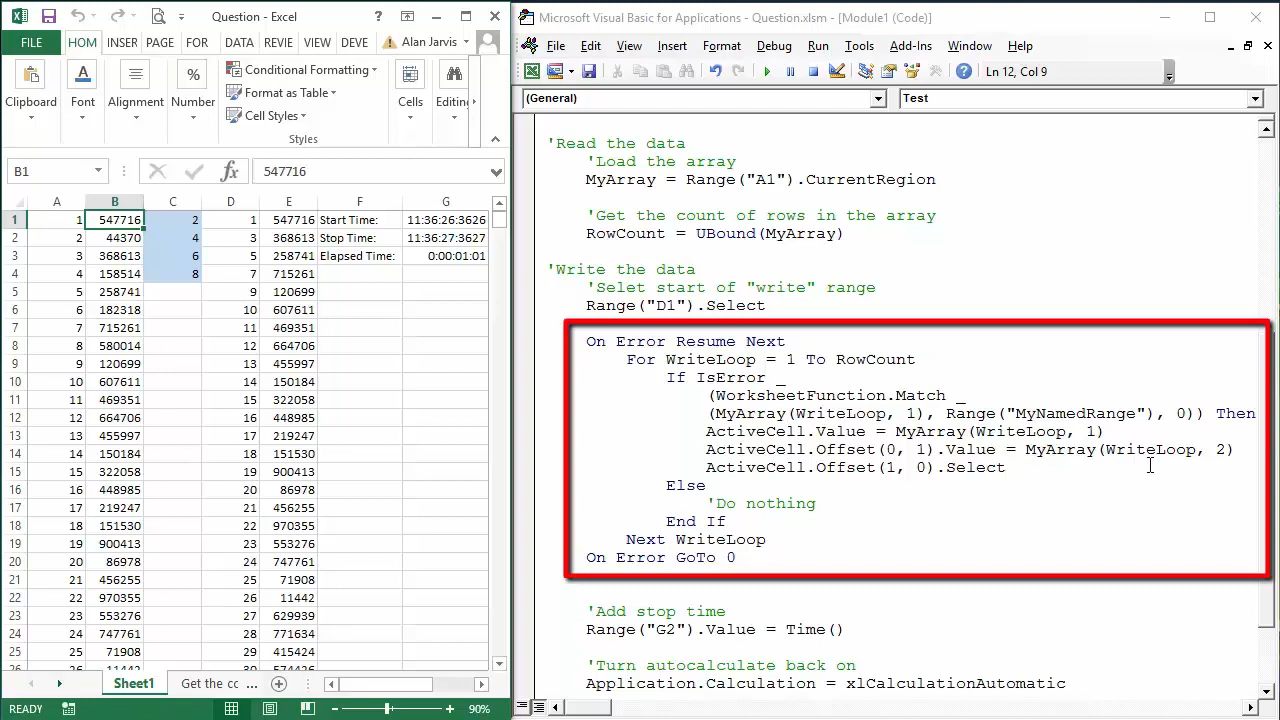 Question - Excel
FILE HOM INSER PAGE FOR DATA REVIE VIEW DEVE Alan Jarvis
Clipboard
Font
Alignment
%
Number
Conditional Formatting
Format as Table
Cell Styles
Styles
Cells
Editing
B1 fx 547716
A B C D E F G
1 1 547716 2 1 547716 Start Time: 11:36:26:3626
2 2 44370 4 3 368613 Stop Time: 11:36:27:3627
3 3 368613 6 5 258741 Elapsed Time: 0:00:01:01
4 4 158514 8 7 715261
5 5 258741 9 120699
6 6 182318 10 607611
7 7 715261 11 469351
8 8 580014 12 664706
9 9 120699 13 455997
10 10 607611 14 150184
11 11 469351 15 322058
12 12 664706 16 448985
13 13 455997 17 219247
14 14 150184 18 151530
15 15 322058 19 900413
16 16 448985 20 86978
17 17 219247 21 456255
18 18 151530 22 970355
19 19 900413 23 553276
20 20 86978 24 747761
21 21 456255 25 71908
22 22 970355 26 11442
23 23 553276 27 629939
24 24 747761 28 771634
25 25 71908 29 415424
26 26 11442 30 574426
Sheet1 Get the cc ...
READY 90%
Microsoft Visual Basic for Applications - Question.xlsm - [Module1 (Code)]
File Edit View Insert Format Debug Run Tools Add-Ins Window Help
Ln 12, Col 9
(General) Test
'Read the data
'Load the array
MyArray = Range("A1").CurrentRegion
'Get the count of rows in the array
RowCount = UBound(MyArray)
'Write the data
'Selet start of "write" range
Range("D1").Select
On Error Resume Next
For WriteLoop = 1 To RowCount
If IsError _
(WorksheetFunction.Match _
(MyArray(WriteLoop, 1), Range("MyNamedRange"), 0)) Then
ActiveCell.Value = MyArray(WriteLoop, 1)
ActiveCell.Offset(0, 1).Value = MyArray(WriteLoop, 2)
ActiveCell.Offset(1, 0).Select
Else
'Do nothing
End If
Next WriteLoop
On Error GoTo 0
'Add stop time
Range("G2").Value = Time()
'Turn autocalculate back on
Application.Calculation = xlCalculationAutomatic